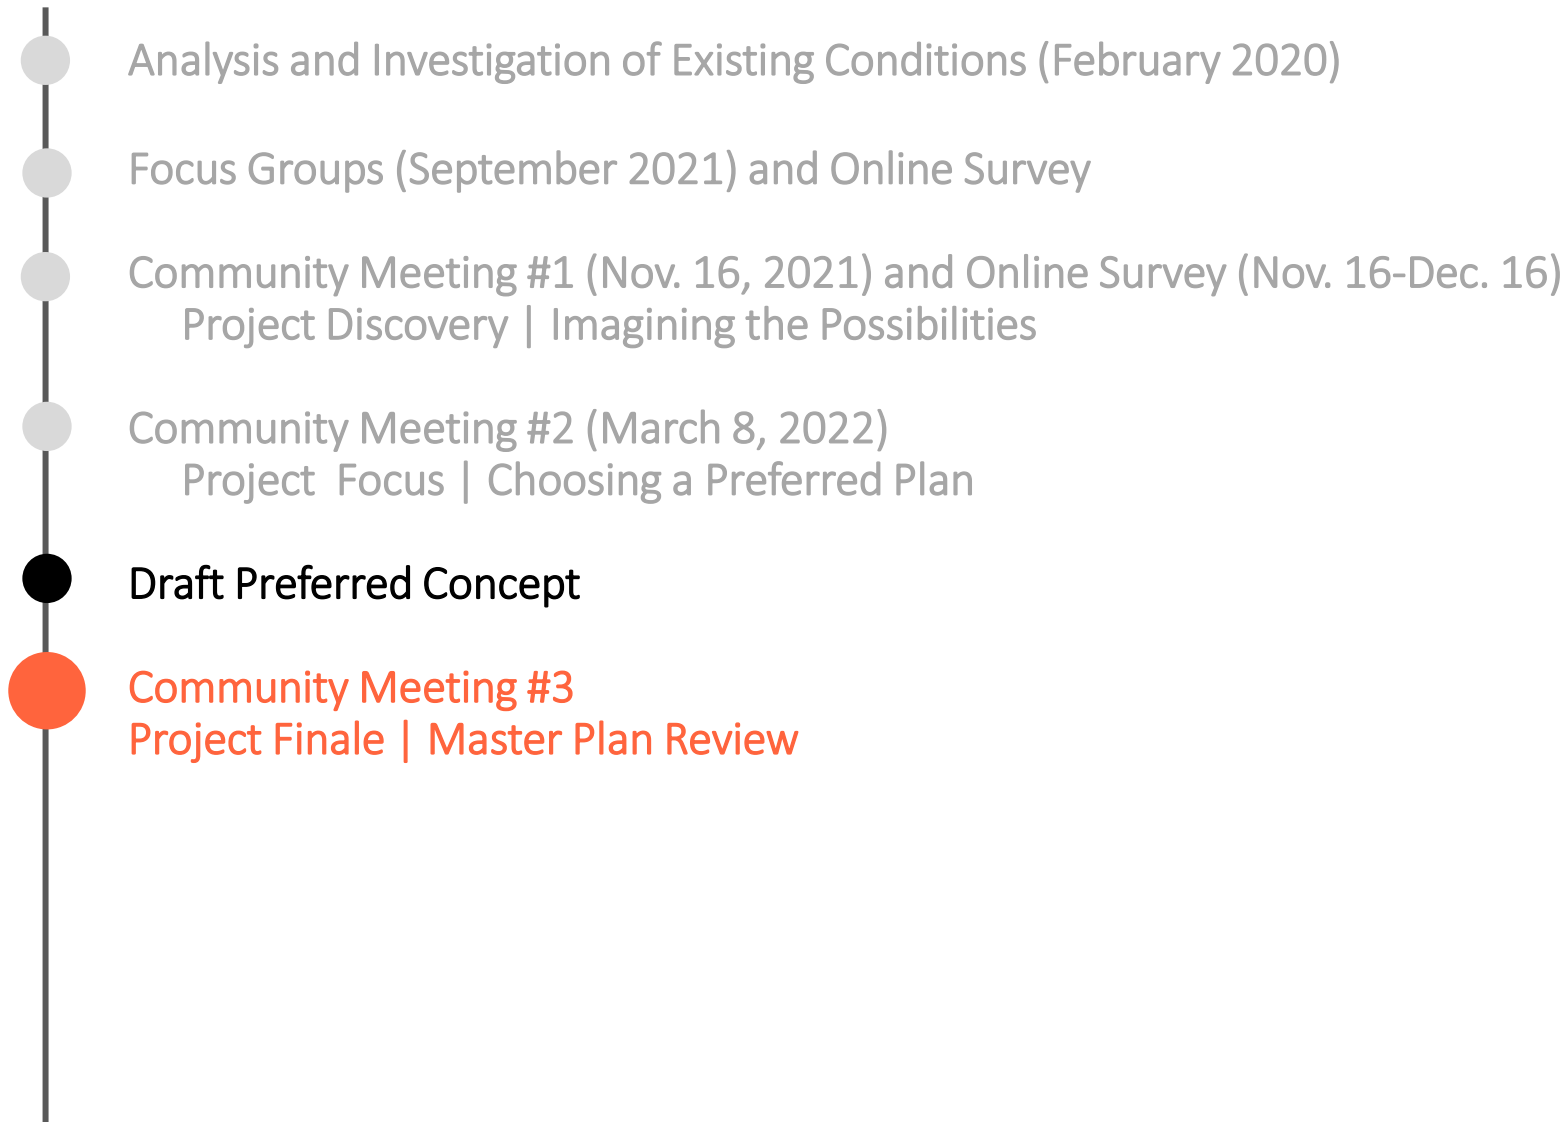 Analysis and Investigation of Existing Conditions (February 2020)
Focus Groups (September 2021) and Online Survey
Community Meeting #1 (Nov. 16, 2021) and Online Survey (Nov. 16-Dec. 16)
Project Discovery | Imagining the Possibilities
Community Meeting #2 (March 8, 2022)
Project  Focus | Choosing a Preferred Plan
Draft Preferred Concept
Community Meeting #3
Project Finale | Master Plan Review